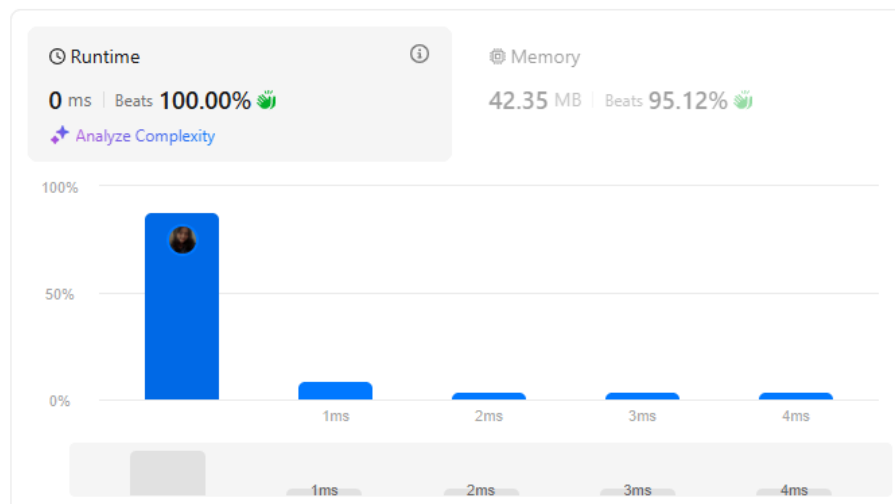 Runtime
0 ms Beats 100.00%
Analyze Complexity
Memory
42.35 MB Beats 95.12%
100%
50%
0%
1ms 2ms 3ms 4ms
1ms 2ms 3ms 4ms